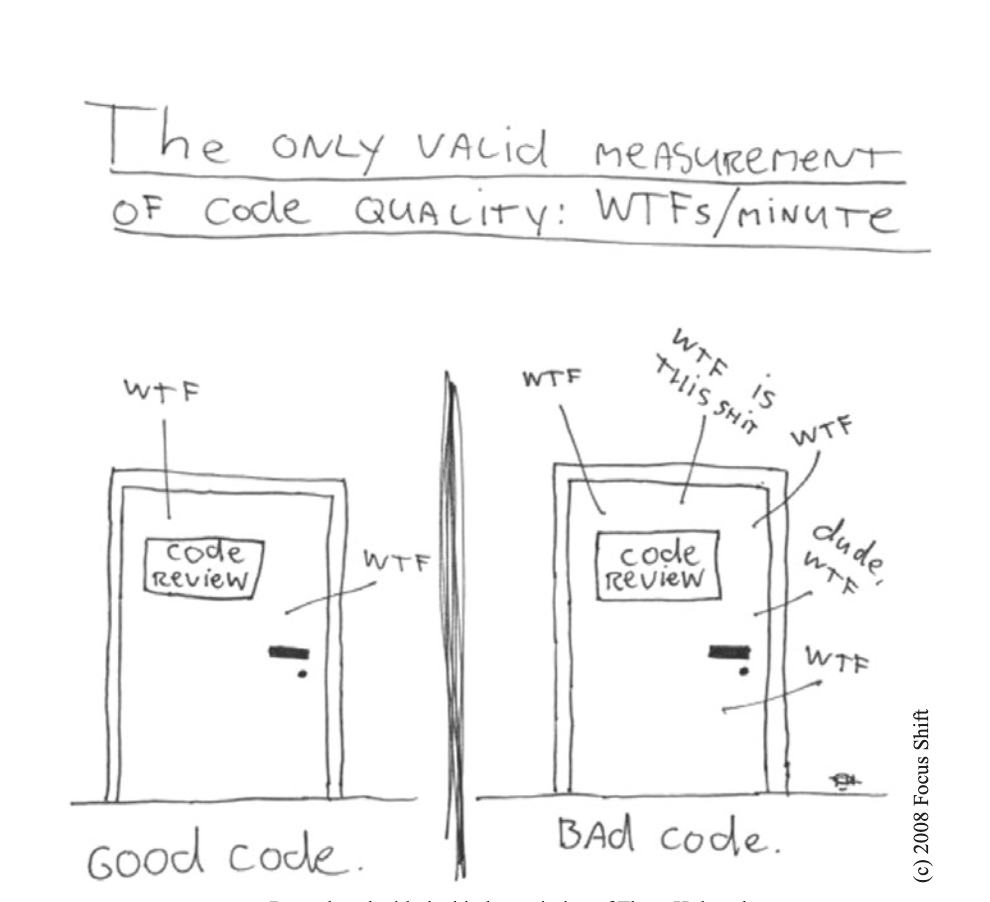 The ONLY VALid MEASUREMENT
OF Code QUALITY: WTFs/MINUTE
WTF
code
REViEW
WTF
GOOD code.
WTF
WTF iS
THiS SHiT
WTF
code
REViEW
dude,
WTF
WTF
BAd code.
(c) 2008 Focus Shift